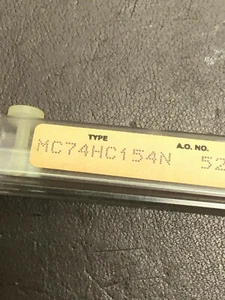 TYPE A.O. NO.
MC74HC154N 52